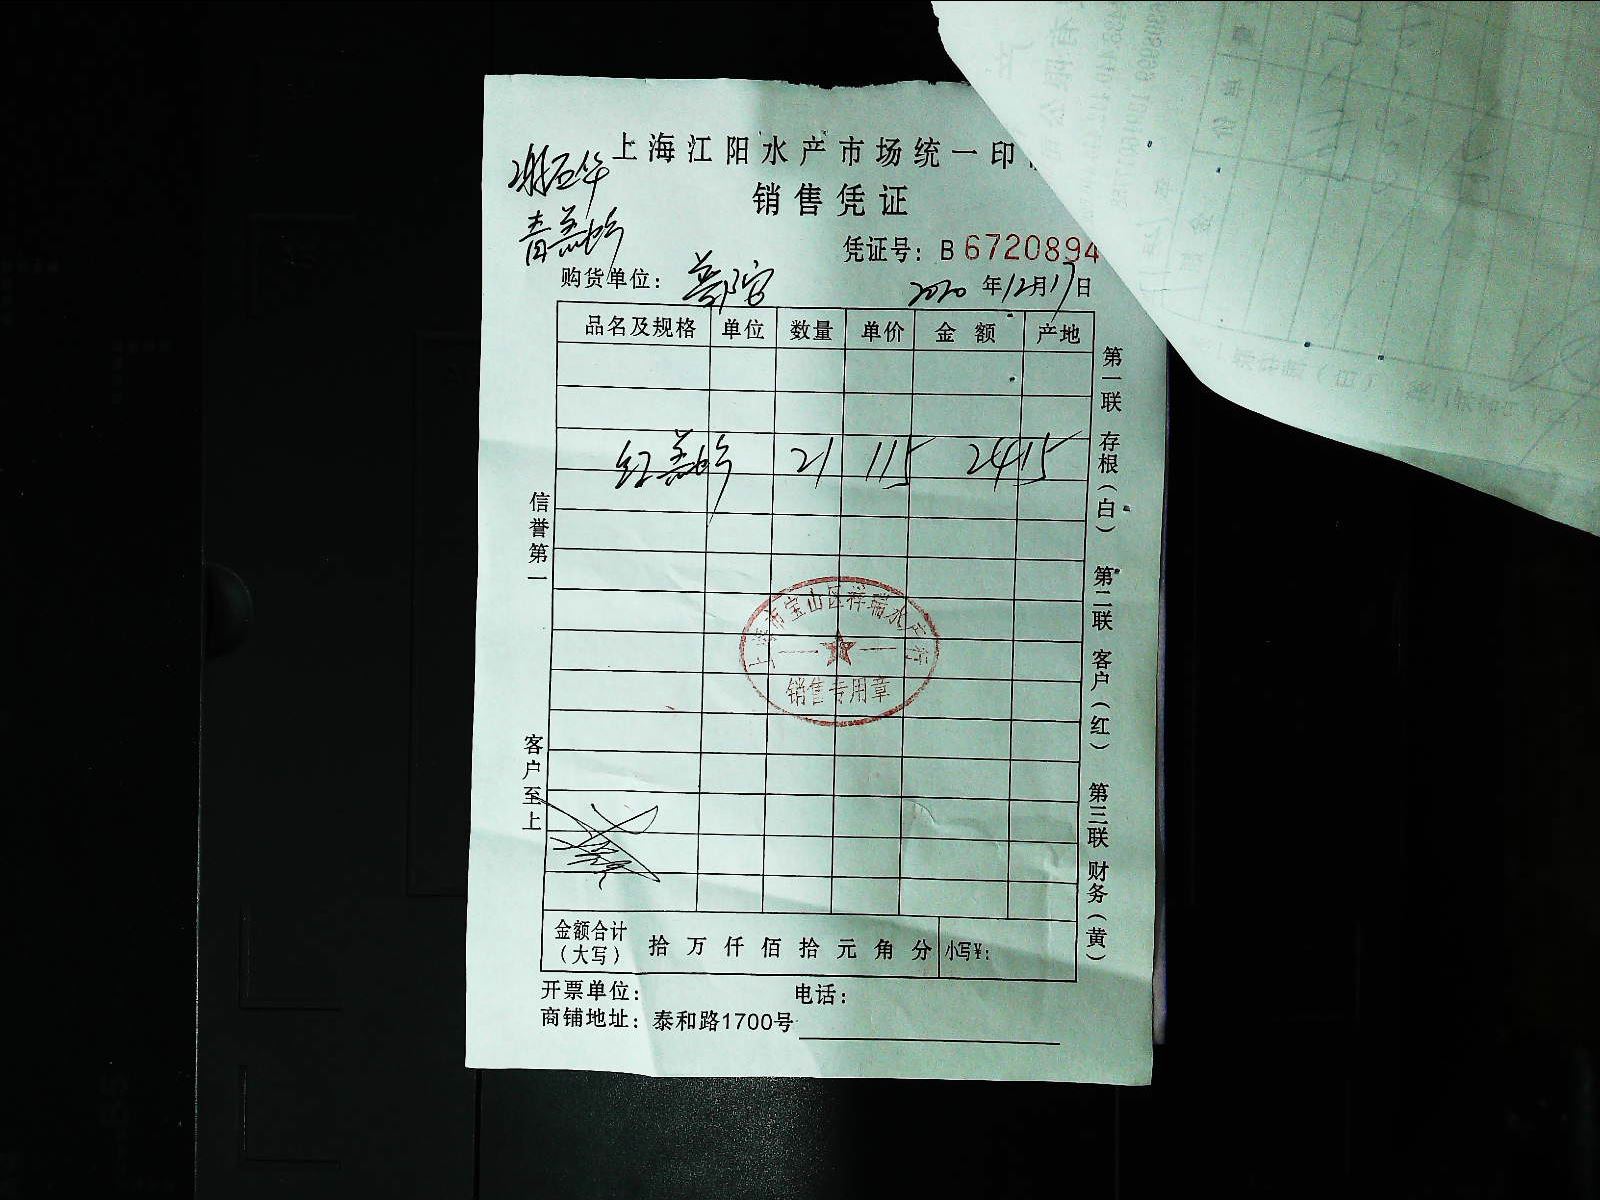 上海江阳水产市场统一印
销售凭证
青羔蚧
凭证号：B 6720894
购货单位：
2020 年 12 月 17 日
品名及规格 单位 数量 单价 金额 产地
红羔蚧 21 115 2415
信誉第一
客户至上
第一联 存根（白） 第二联 客户（红） 第三联 财务（黄）
上海市宝山区祥瑞水产行
销售专用章
金额合计（大写） 拾 万 仟 佰 拾 元 角 分 小写¥：
开票单位： 电话：
商铺地址：泰和路1700号